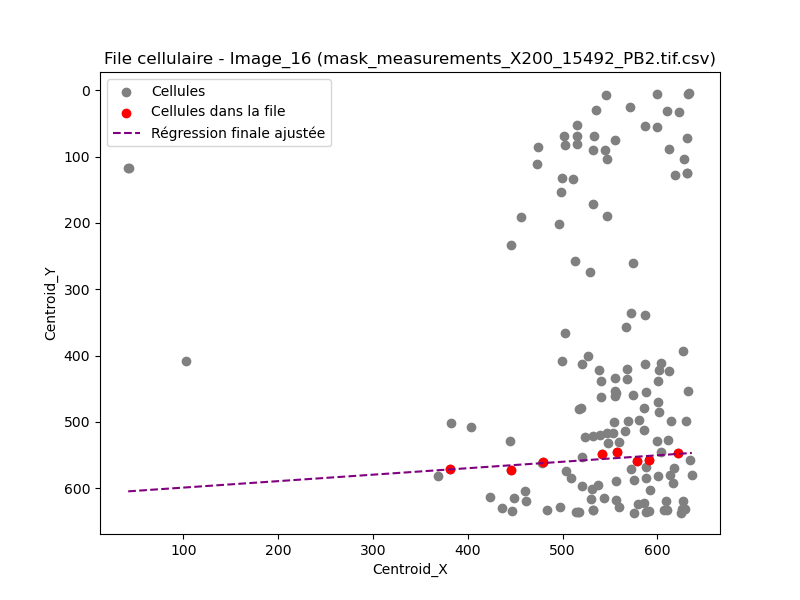 File cellulaire - Image_16 (mask_measurements_X200_15492_PB2.tif.csv)
Cellules
Cellules dans la file
Régression finale ajustée
0
100
200
300
400
500
600
Centroid_Y
100
200
300
400
500
600
Centroid_X